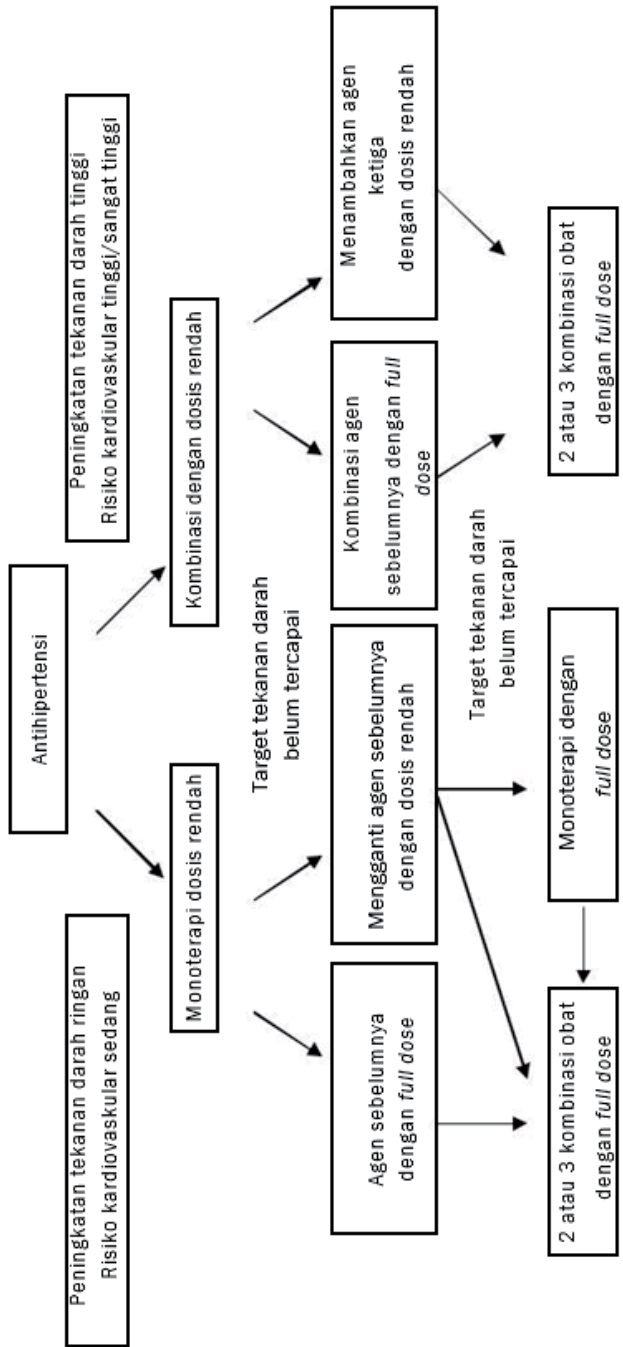 Antihipertensi
Peningkatan tekanan darah ringan
Risiko kardiovaskular sedang
Peningkatan tekanan darah tinggi
Risiko kardiovaskular tinggi/sangat tinggi
Monoterapi dosis rendah
Kombinasi dengan dosis rendah
Target tekanan darah
belum tercapai
Agen sebelumnya
dengan full dose
Mengganti agen sebelumnya
dengan dosis rendah
Kombinasi agen
sebelumnya dengan full
dose
Menambahkan agen
ketiga
dengan dosis rendah
Target tekanan darah
belum tercapai
2 atau 3 kombinasi obat
dengan full dose
Monoterapi dengan
full dose
2 atau 3 kombinasi obat
dengan full dose